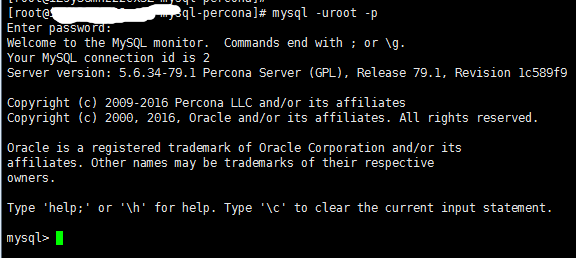 mysql-percona]#
[root@ mysql-percona]# mysql -uroot -p
Enter password:
Welcome to the MySQL monitor.  Commands end with ; or \g.
Your MySQL connection id is 2
Server version: 5.6.34-79.1 Percona Server (GPL), Release 79.1, Revision 1c589f9

Copyright (c) 2009-2016 Percona LLC and/or its affiliates
Copyright (c) 2000, 2016, Oracle and/or its affiliates. All rights reserved.

Oracle is a registered trademark of Oracle Corporation and/or its
affiliates. Other names may be trademarks of their respective
owners.

Type 'help;' or '\h' for help. Type '\c' to clear the current input statement.

mysql>